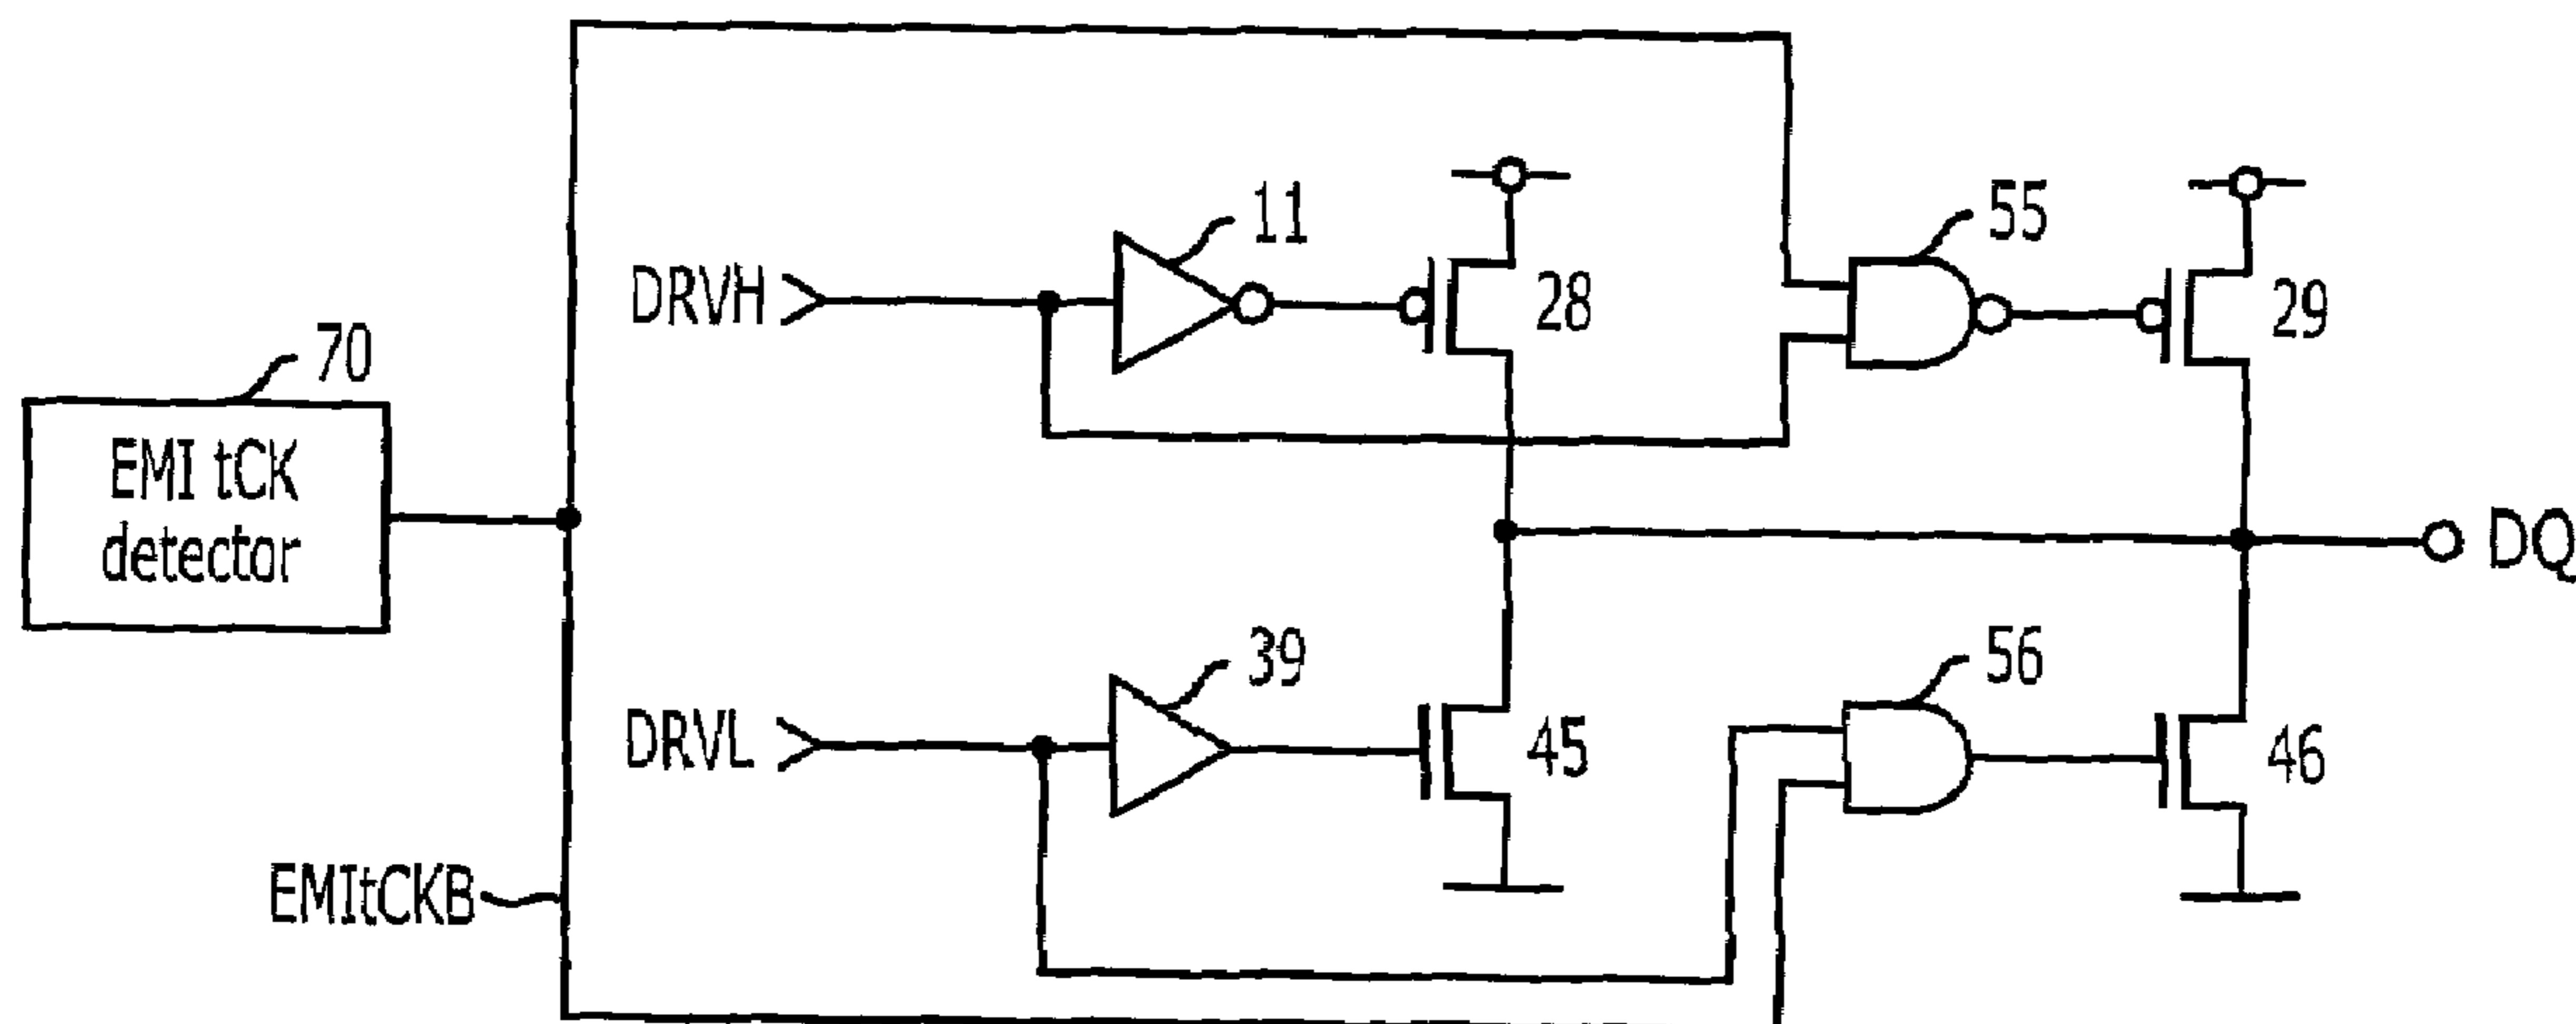 11
55
DRVH
28
29
70
EMI tCK
detector
DQ
39
56
DRVL
45
46
EMItCKB